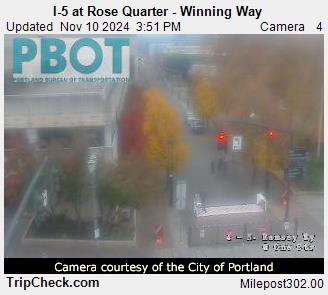 I-5 at Rose Quarter - Winning Way
Updated Nov 10 2024 3:51 PM Camera 4
PBOT
PORTLAND BUREAU OF TRANSPORTATION
Camera courtesy of the City of Portland
TripCheck.com Milepost302.00